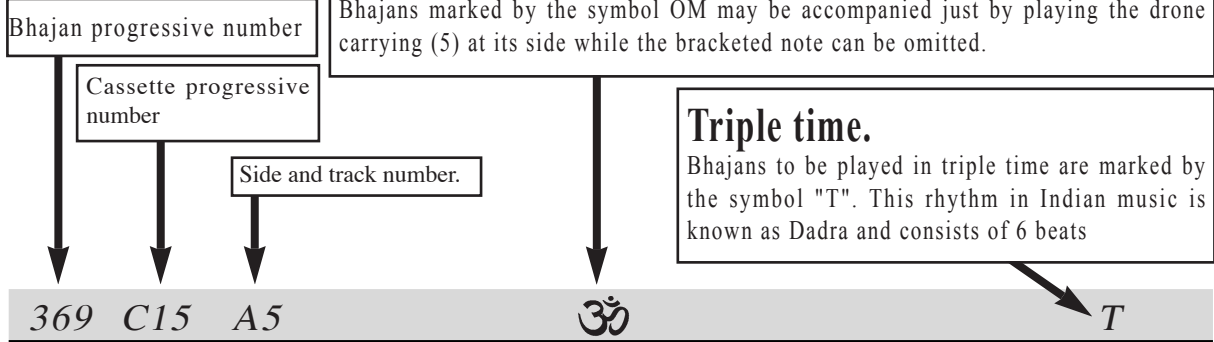 Bhajan progressive number
Bhajans marked by the symbol OM may be accompanied just by playing the drone
carrying (5) at its side while the bracketed note can be omitted.
Cassette progressive
number
Side and track number.
Triple time.
Bhajans to be played in triple time are marked by
the symbol "T". This rhythm in Indian music is
known as Dadra and consists of 6 beats
369 C15 A5 ॐ T